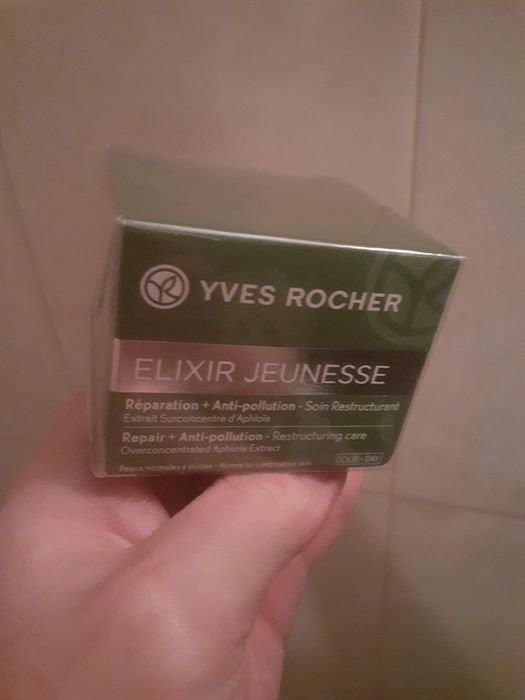 YVES ROCHER
ELIXIR JEUNESSE
Réparation + Anti-pollution - Soin Restructurant
Extrait Surconcentré d'Aphloïa
Repair + Anti-pollution - Restructuring care
Overconcentrated Aphloia Extract
Peaux normales à mixtes - Normal to combination skin
JOUR - DAY